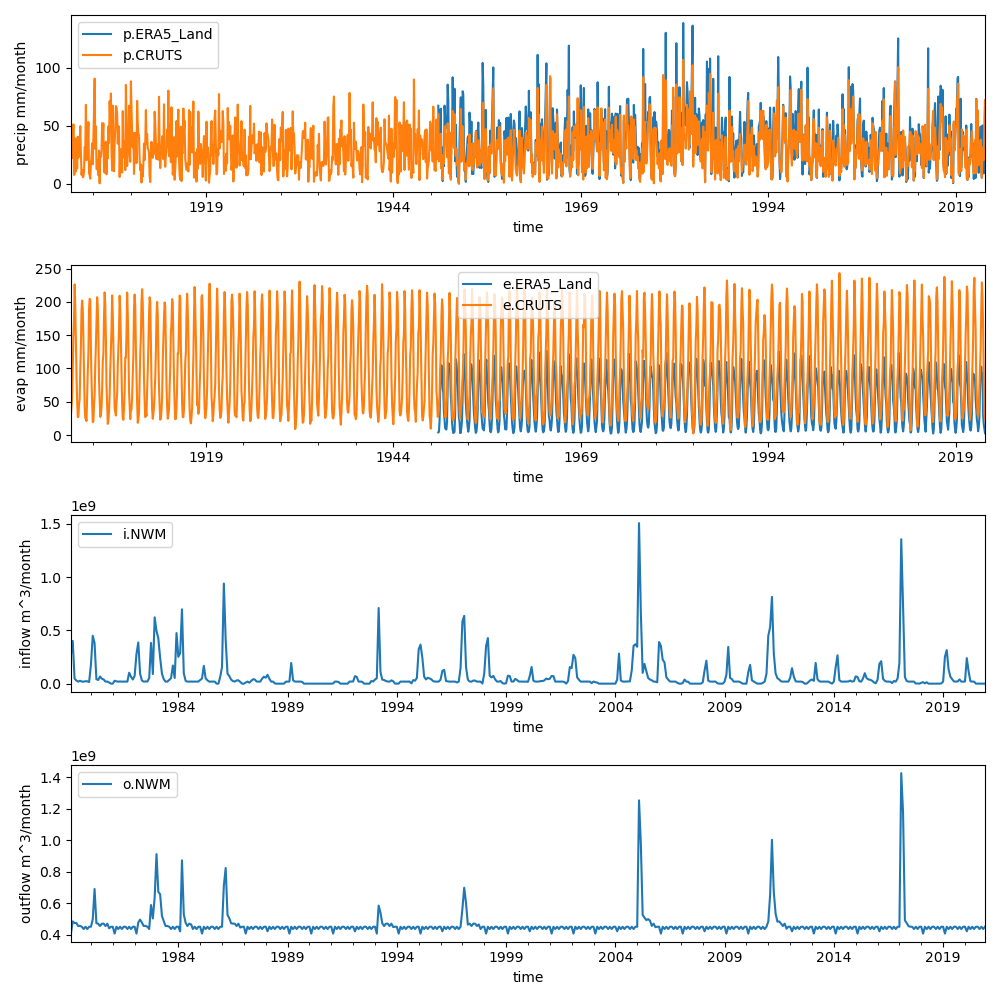 p.ERA5_Land
p.CRUTS
precip mm/month
100
50
0
1919 1944 1969 1994 2019
time
e.ERA5_Land
e.CRUTS
evap mm/month
250
200
150
100
50
0
1919 1944 1969 1994 2019
time
1e9
i.NWM
inflow m^3/month
1.5
1.0
0.5
0.0
1984 1989 1994 1999 2004 2009 2014 2019
time
1e9
o.NWM
outflow m^3/month
1.4
1.2
1.0
0.8
0.6
0.4
1984 1989 1994 1999 2004 2009 2014 2019
time